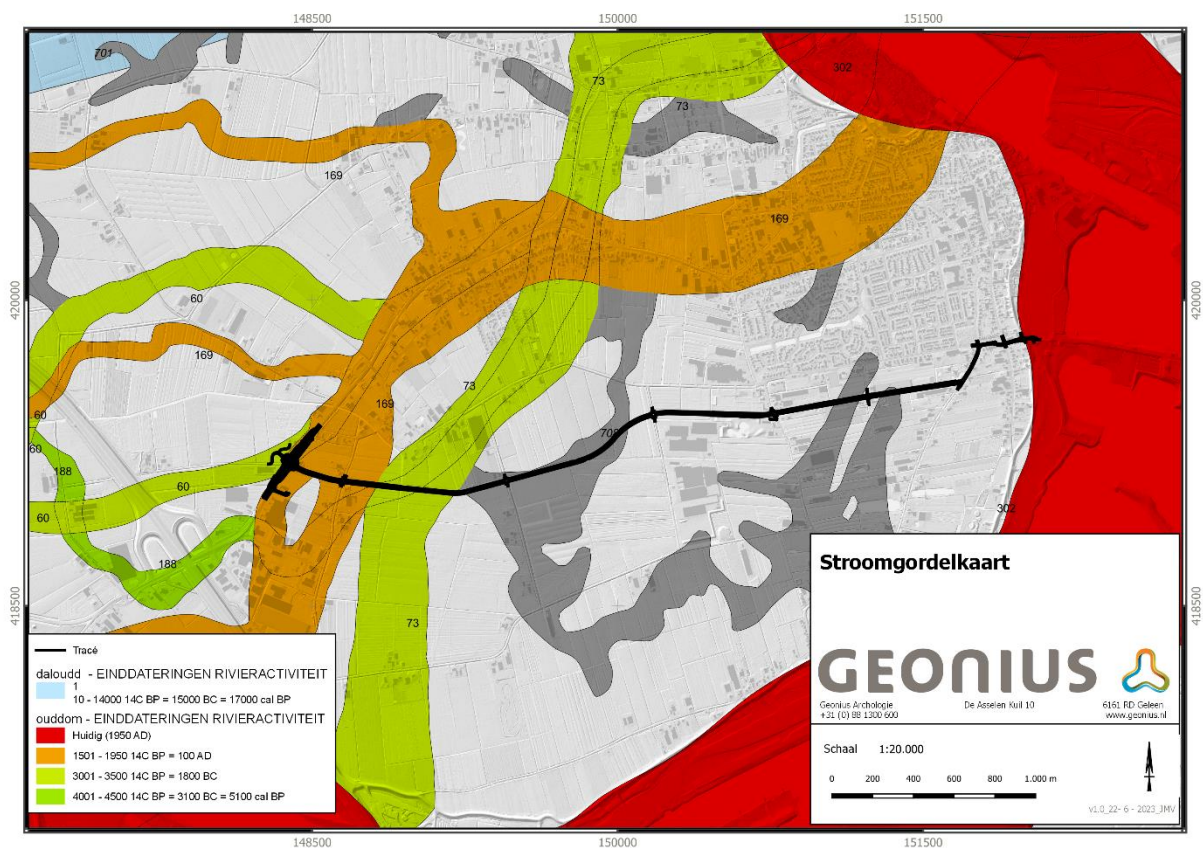 148500 150000 151500
701
302
73
73
169
169
60
420000 420000
169
73
169
60
708
60
188
60
60
302
188
73
418500 418500
Tracé
daloudd - EINDDATERINGEN RIVIERACTIVITEIT
1
10 - 14000 14C BP = 15000 BC = 17000 cal BP
ouddom - EINDDATERINGEN RIVIERACTIVITEIT
Huidig (1950 AD)
1501 - 1950 14C BP = 100 AD
3001 - 3500 14C BP = 1800 BC
4001 - 4500 14C BP = 3100 BC = 5100 cal BP
Stroomgordelkaart
GEONIUS
Geonius Archologie De Asselen Kuil 10 6161 RD Geleen
+31 (0) 88 1300 600 www.geonius.nl
Schaal 1:20.000
0 200 400 600 800 1.000 m
v1.0_22- 6 - 2023_JMV
148500 150000 151500